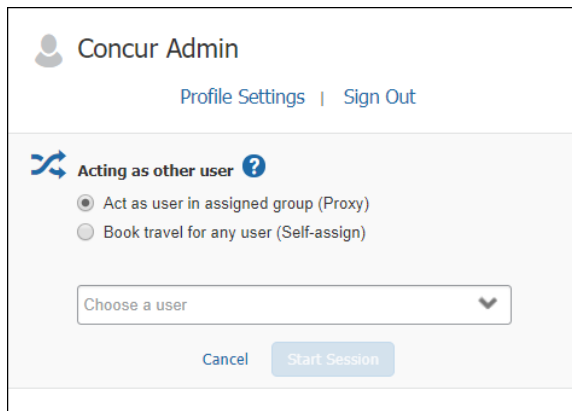 Concur Admin
Profile Settings | Sign Out
Acting as other user ?
Act as user in assigned group (Proxy)
Book travel for any user (Self-assign)
Choose a user
Cancel Start Session